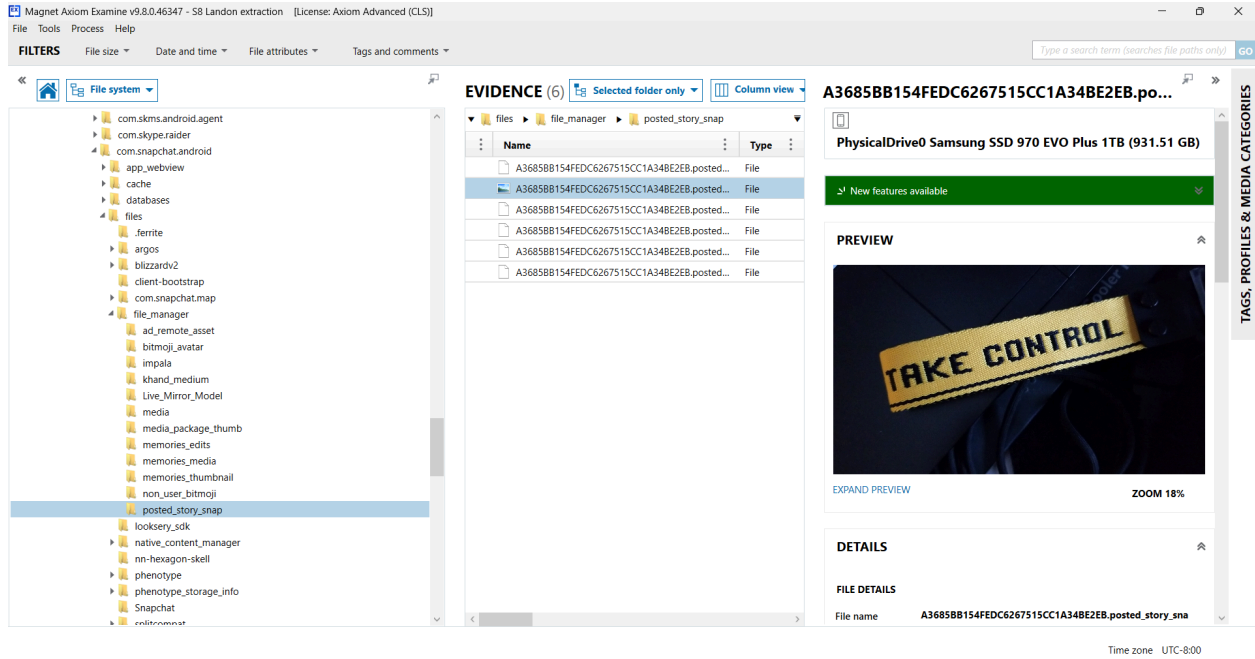 Magnet Axiom Examine v9.8.0.46347 - S8 Landon extraction [License: Axiom Advanced (CLS)]
File Tools Process Help
FILTERS File size Date and time File attributes Tags and comments
Type a search term (searches file paths only) GO
File system
com.skms.android.agent
com.skype.raider
com.snapchat.android
app_webview
cache
databases
files
.ferrite
argos
blizzardv2
client-bootstrap
com.snapchat.map
file_manager
ad_remote_asset
bitmoji_avatar
impala
khand_medium
Live_Mirror_Model
media
media_package_thumb
memories_edits
memories_media
memories_thumbnail
non_user_bitmoji
posted_story_snap
looksery_sdk
native_content_manager
nn-hexagon-skell
phenotype
phenotype_storage_info
Snapchat
splitcompat
EVIDENCE (6) Selected folder only Column view
files file_manager posted_story_snap
Name Type
A3685BB154FEDC6267515CC1A34BE2EB.posted... File
A3685BB154FEDC6267515CC1A34BE2EB.posted... File
A3685BB154FEDC6267515CC1A34BE2EB.posted... File
A3685BB154FEDC6267515CC1A34BE2EB.posted... File
A3685BB154FEDC6267515CC1A34BE2EB.posted... File
A3685BB154FEDC6267515CC1A34BE2EB.posted... File
A3685BB154FEDC6267515CC1A34BE2EB.po...
PhysicalDrive0 Samsung SSD 970 EVO Plus 1TB (931.51 GB)
New features available
PREVIEW
TAKE CONTROL
EXPAND PREVIEW ZOOM 18%
DETAILS
FILE DETAILS
File name A3685BB154FEDC6267515CC1A34BE2EB.posted_story_sna
TAGS, PROFILES & MEDIA CATEGORIES
Time zone UTC-8:00